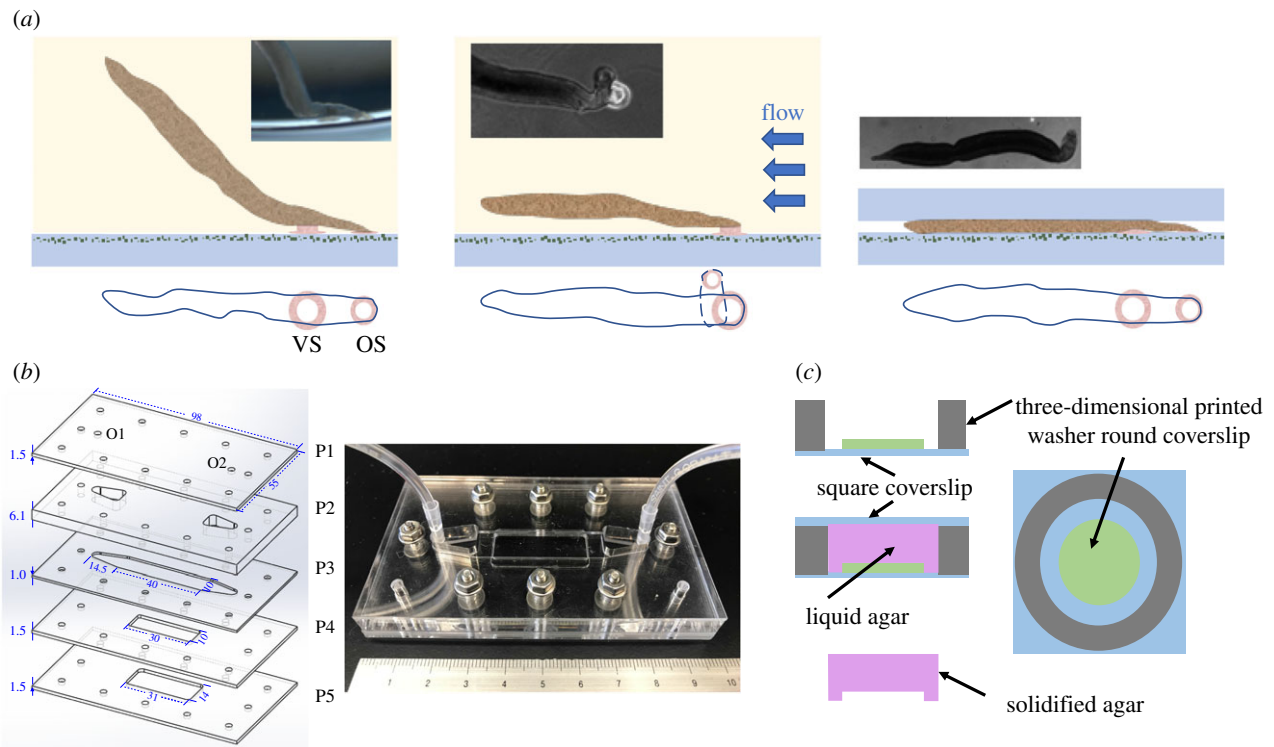 (a)
flow
VS
OS
(b)
98
O1
O2
55
1.5
6.1
1.0
14.5
40
10
1.5
30
10
1.5
31
14
P1
P2
P3
P4
P5
1 2 3 4 5 6 7 8 9 10
(c)
three-dimensional printed
washer round coverslip
square coverslip
liquid agar
solidified agar